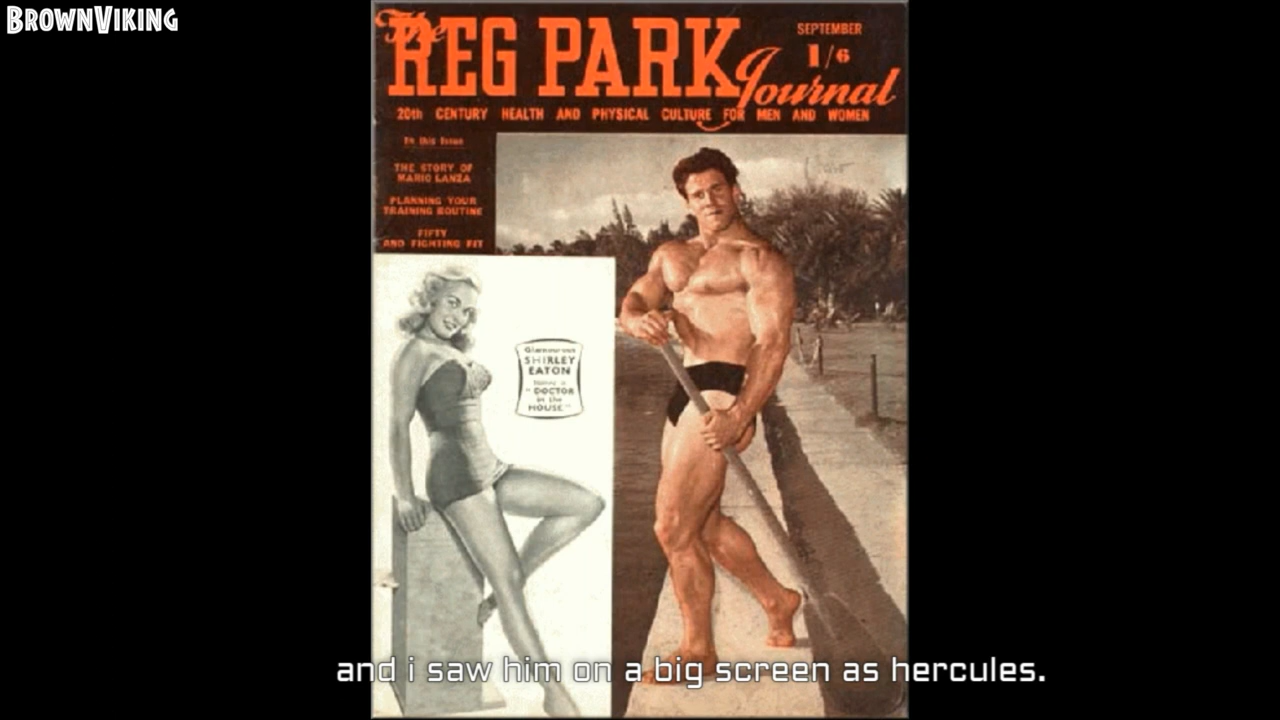 BROWNVIKING
The
REG PARK
Journal
SEPTEMBER
1/6
20th CENTURY HEALTH AND PHYSICAL CULTURE FOR MEN AND WOMEN
In this Issue
THE STORY OF
MARIO LANZA
PLANNING YOUR
TRAINING ROUTINE
FIFTY
AND FIGHTING FIT
Glamourous
SHIRLEY
EATON
"DOCTOR
in the
HOUSE"
and i saw him on a big screen as hercules.